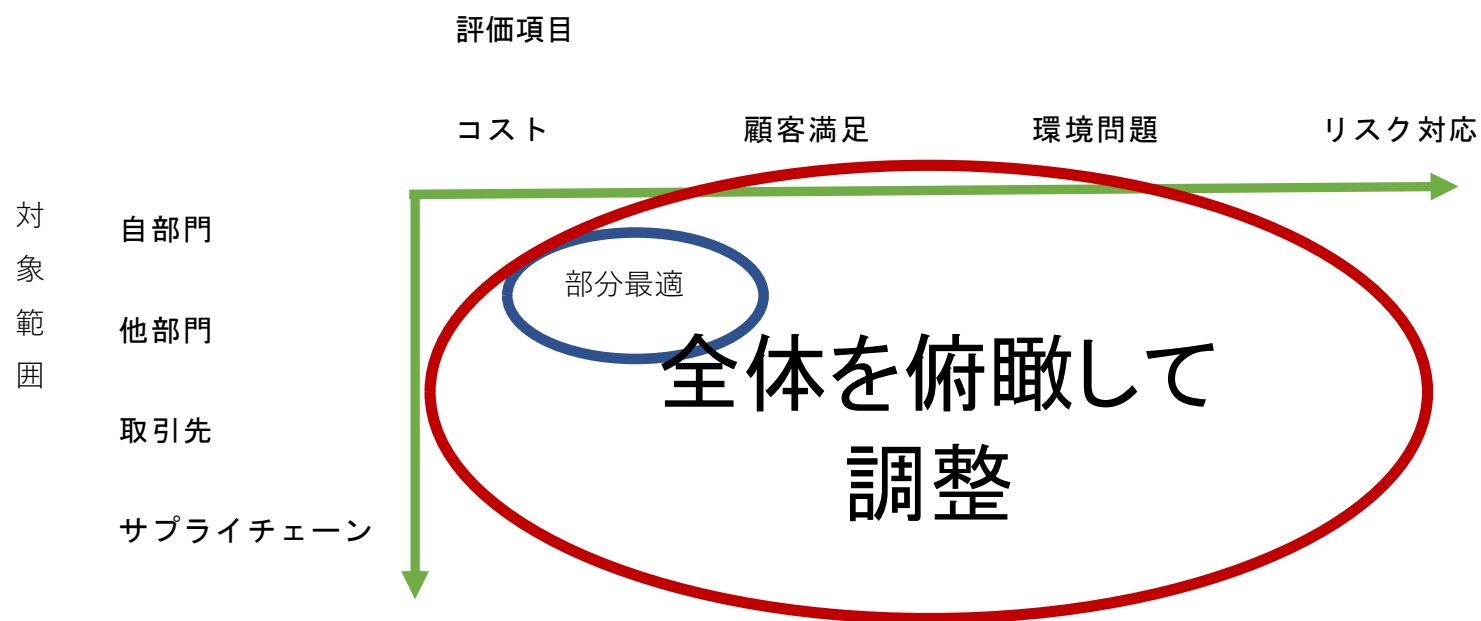 評価項目
コスト 顧客満足 環境問題 リスク対応
対象範囲
自部門
他部門
取引先
サプライチェーン
部分最適
全体を俯瞰して
調整